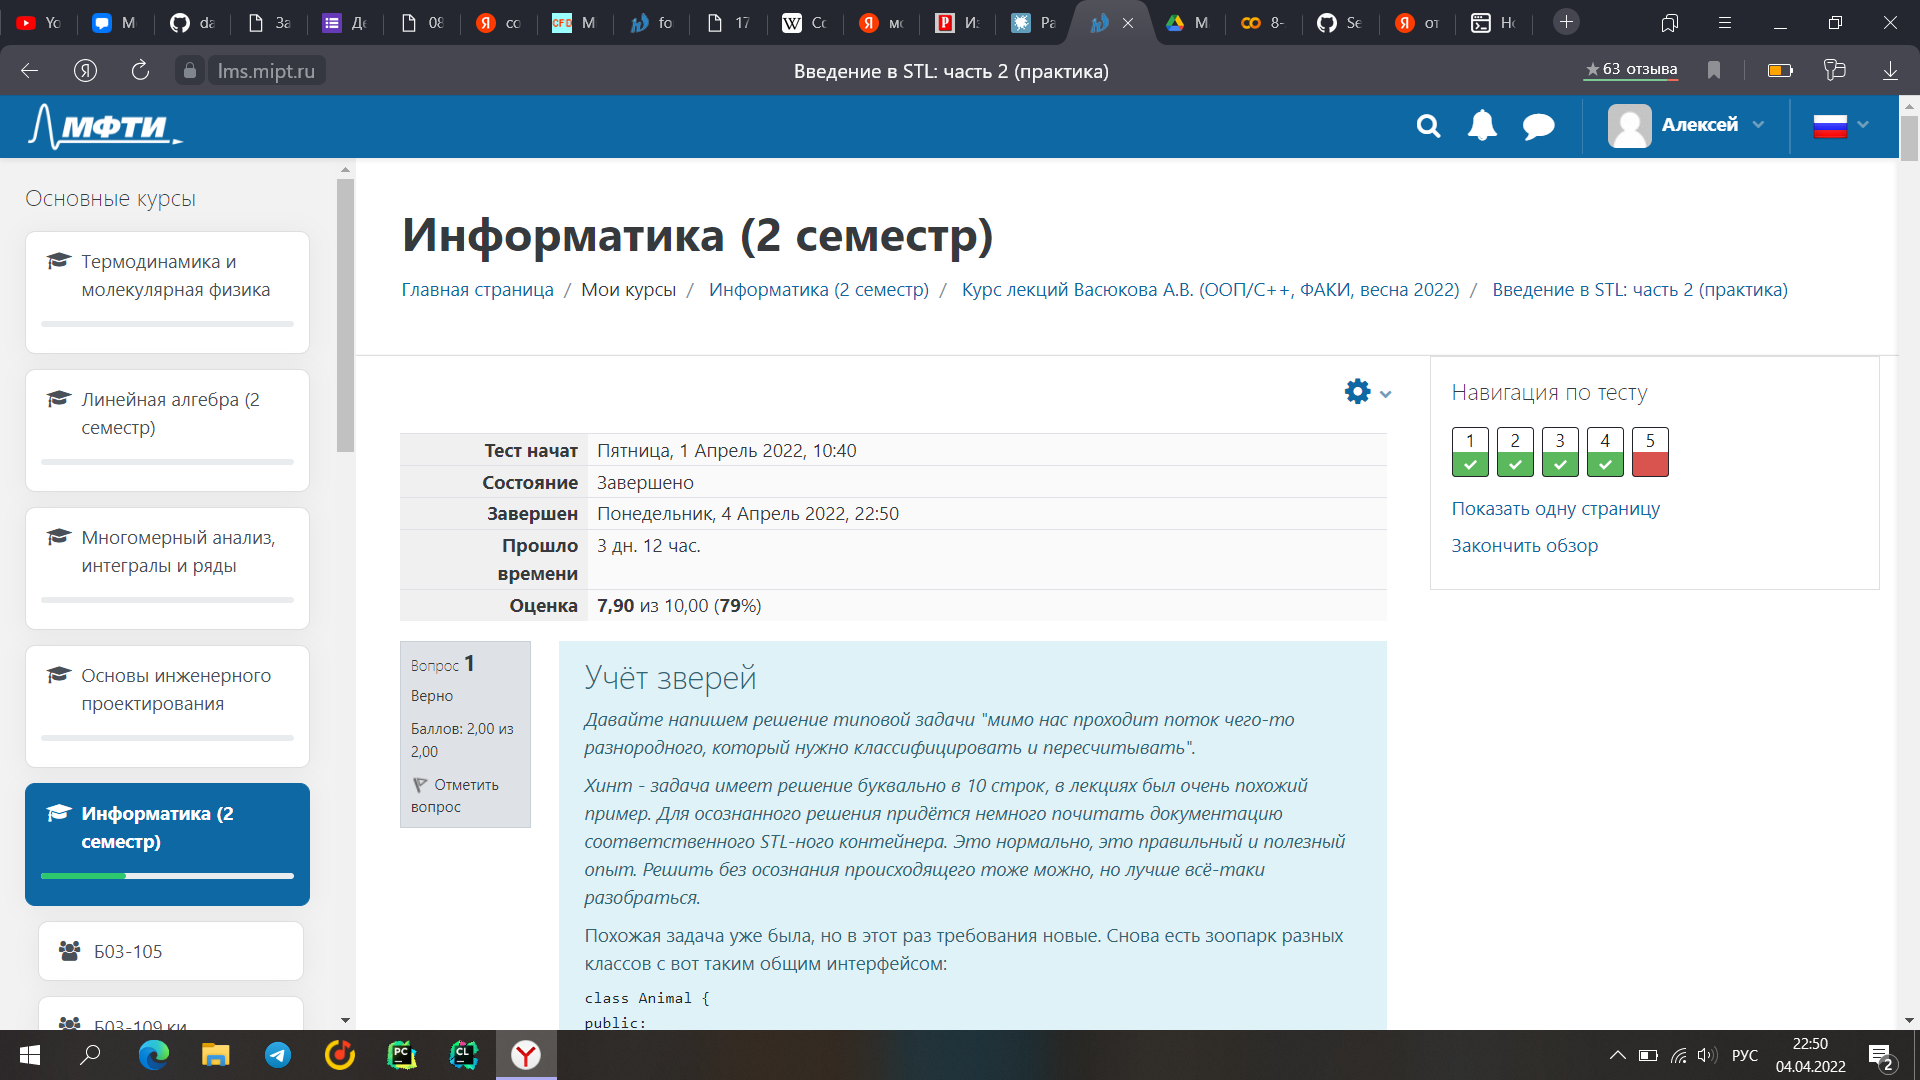 Yo
М
da
За
Де
08
со
CFD
М
fo
17
W
Сс
мс
P
И:
Ра
М
8-
Se
от
Но
lms.mipt.ru
Введение в STL: часть 2 (практика)
★63 отзыва
МФТИ
Алексей
Основные курсы
Термодинамика и
молекулярная физика
Линейная алгебра (2
семестр)
Многомерный анализ,
интегралы и ряды
Основы инженерного
проектирования
Информатика (2
семестр)
Б03-105
Б03-109 ки
Информатика (2 семестр)
Главная страница / Мои курсы / Информатика (2 семестр) / Курс лекций Васюкова А.В. (ООП/C++, ФАКИ, весна 2022) / Введение в STL: часть 2 (практика)
Тест начат Пятница, 1 Апрель 2022, 10:40
Состояние Завершено
Завершен Понедельник, 4 Апрель 2022, 22:50
Прошло 3 дн. 12 час.
времени
Оценка 7,90 из 10,00 (79%)
Вопрос 1
Верно
Баллов: 2,00 из
2,00
Отметить
вопрос
Учёт зверей
Давайте напишем решение типовой задачи "мимо нас проходит поток чего-то
разнородного, который нужно классифицировать и пересчитывать".
Хинт - задача имеет решение буквально в 10 строк, в лекциях был очень похожий
пример. Для осознанного решения придётся немного почитать документацию
соответственного STL-ного контейнера. Это нормально, это правильный и полезный
опыт. Решить без осознания происходящего тоже можно, но лучше всё-таки
разобраться.
Похожая задача уже была, но в этот раз требования новые. Снова есть зоопарк разных
классов с вот таким общим интерфейсом:
class Animal {
public:
Навигация по тесту
1 2 3 4 5
Показать одну страницу
Закончить обзор
PC
CL
РУС
22:50
04.04.2022
2